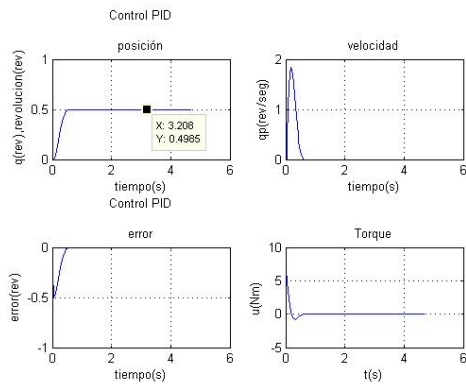 Control PID
posición
q(rev),revolucion(rev)
1
0.5
0
0 2 4 6
tiempo(s)
X: 3.208
Y: 0.4985
velocidad
qp(rev/seg)
2
1
0
0 2 4 6
tiempo(s)
Control PID
error
error(rev)
0
-0.5
-1
0 2 4 6
tiempo(s)
Torque
u(Nm)
10
5
0
-5
0 2 4 6
t(s)